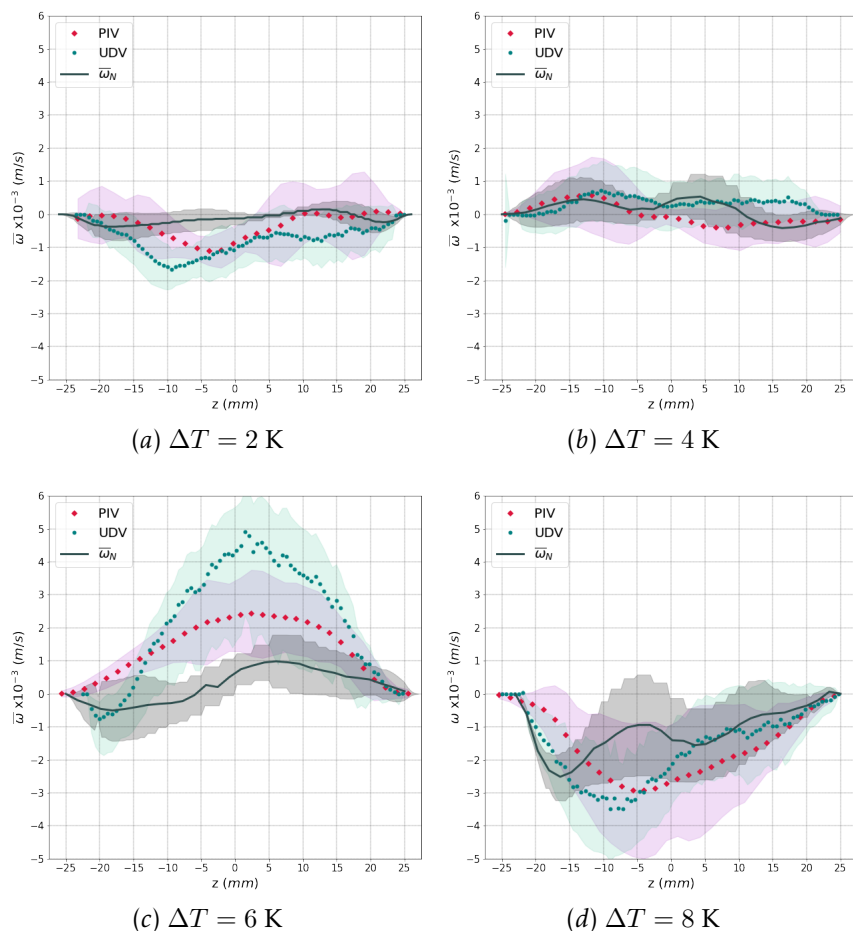 6
5
4
3
2
1
0
−1
−2
−3
−4
−5
ω̅ x10⁻³ (m/s)
PIV
UDV
ω̅_N
−25 −20 −15 −10 −5 0 5 10 15 20 25
z (mm)
(a) ΔT = 2 K
6
5
4
3
2
1
0
−1
−2
−3
−4
−5
ω̅ x10⁻³ (m/s)
PIV
UDV
ω̅_N
−25 −20 −15 −10 −5 0 5 10 15 20 25
z (mm)
(b) ΔT = 4 K
6
5
4
3
2
1
0
−1
−2
−3
−4
−5
ω̅ x10⁻³ (m/s)
PIV
UDV
ω̅_N
−25 −20 −15 −10 −5 0 5 10 15 20 25
z (mm)
(c) ΔT = 6 K
6
5
4
3
2
1
0
−1
−2
−3
−4
−5
ω x10⁻³ (m/s)
PIV
UDV
ω̅_N
−25 −20 −15 −10 −5 0 5 10 15 20 25
z (mm)
(d) ΔT = 8 K